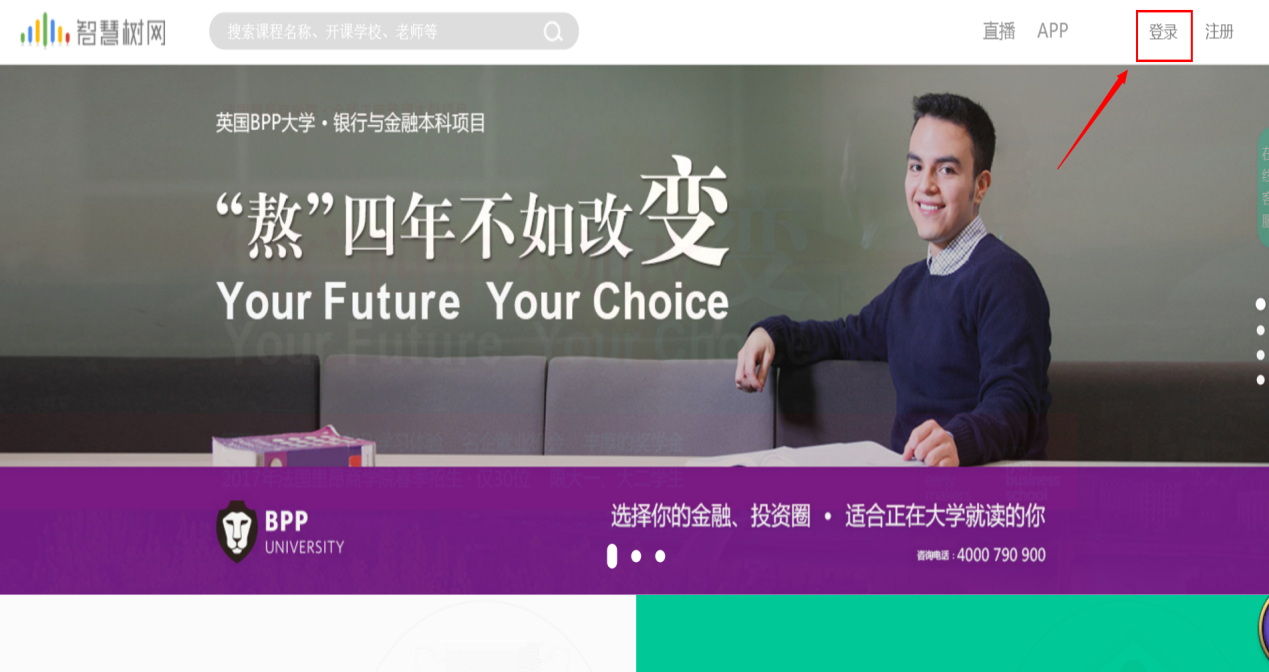 智慧树网
搜索课程名称、开课学校、老师等
直播 APP 登录 注册
英国BPP大学·银行与金融本科项目
“熬”四年不如改变
Your Future Your Choice
在线客服
BPP
UNIVERSITY
选择你的金融、投资圈 • 适合正在大学就读的你
咨询电话:4000 790 900